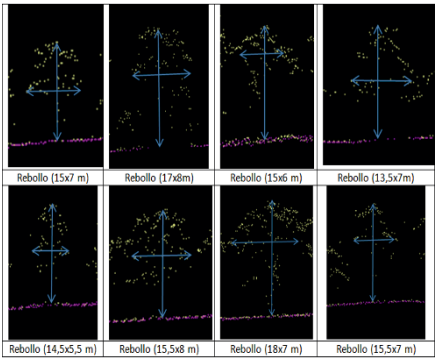 Rebollo (15x7 m)
Rebollo (17x8m)
Rebollo (15x6 m)
Rebollo (13,5x7m)
Rebollo (14,5x5,5 m)
Rebollo (15,5x8 m)
Rebollo (18x7 m)
Rebollo (15,5x7 m)